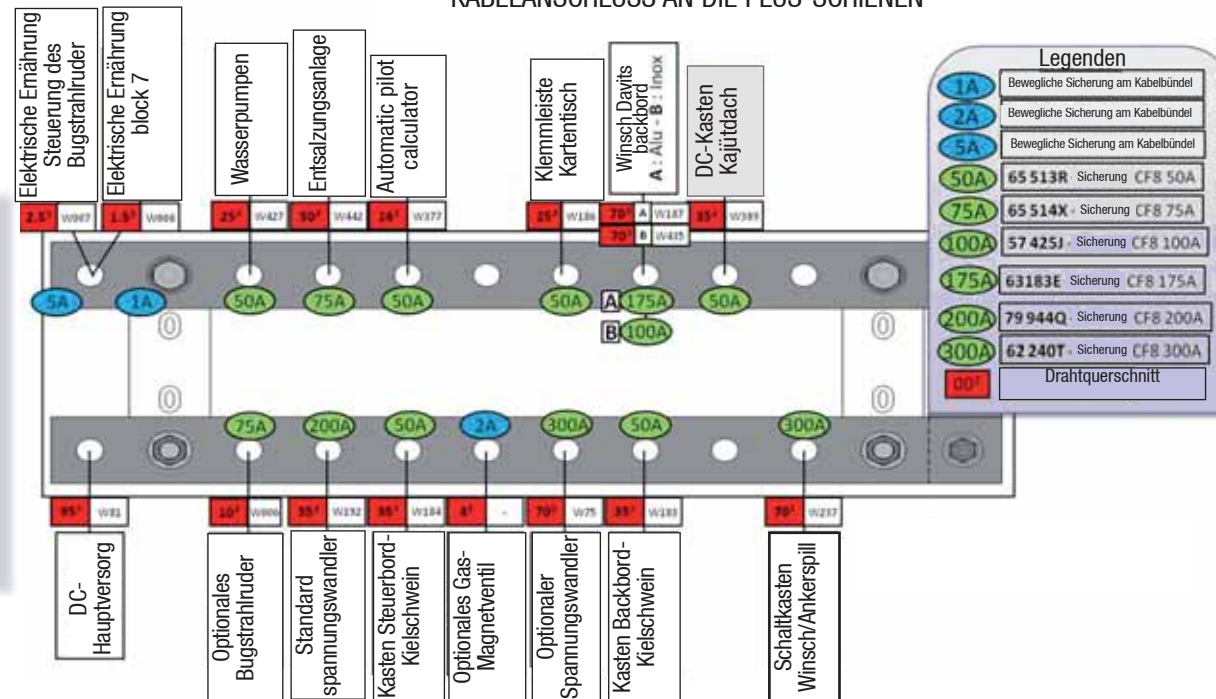 KABELANSCHLUSS AN DIE PLUS-SCHIENEN
Elektrische Ernährung
Steuerung des
Bugstrahlruder
Elektrische Ernährung
block 7
Wasserpumpen
Entsalzungsanlage
Automatic pilot
calculator
Klemmleiste
Kartentisch
Winsch Davits
backbord
A : Alu - B : Inox
DC-Kasten
Kajütdach
2.5² W007
1.5² W008
25² W427
50² W442
16² W377
25² W186
70² A W187
70² B W435
35² W389
5A
1A
50A
75A
50A
50A
A 175A
B 100A
50A
75A
200A
50A
2A
300A
50A
300A
95² W81
10² W006
35² W192
35² W184
-
70² W75
35² W183
70² W237
DC-
Hauptversorg
Optionales
Bugstrahlruder
Standard
spannungswandler
Kasten Steuerbord-
Kielschwein
Optionales Gas-
Magnetventil
Optionaler
Spannungswandler
Kasten Backbord-
Kielschwein
Schaltkasten
Winsch/Ankerspill
Legenden
1A Bewegliche Sicherung am Kabelbündel
2A Bewegliche Sicherung am Kabelbündel
5A Bewegliche Sicherung am Kabelbündel
50A 65 513R - Sicherung CF8 50A
75A 65 514X - Sicherung CF8 75A
100A 57 425J - Sicherung CF8 100A
175A 63183E Sicherung CF8 175A
200A 79 944Q - Sicherung CF8 200A
300A 62 240T - Sicherung CF8 300A
00² Drahtquerschnitt